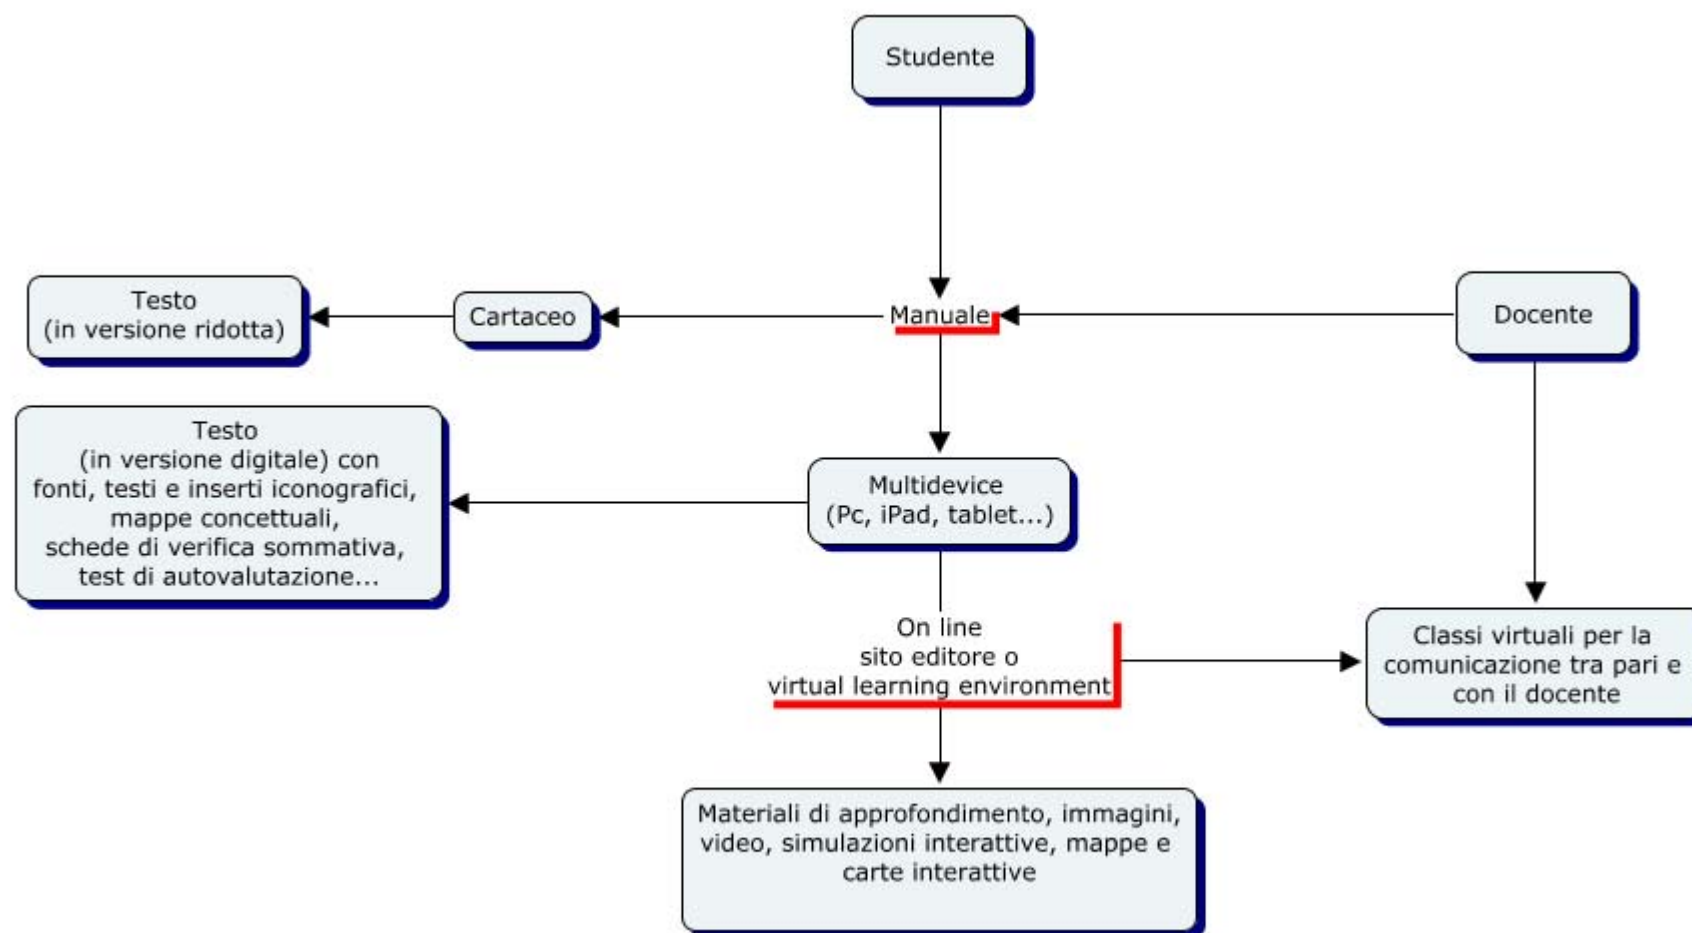 Studente
Testo
(in versione ridotta)
Cartaceo
Manuale
Docente
Testo
(in versione digitale) con
fonti, testi e inserti iconografici,
mappe concettuali,
schede di verifica sommativa,
test di autovalutazione...
Multidevice
(Pc, iPad, tablet...)
On line
sito editore o
virtual learning environment
Classi virtuali per la
comunicazione tra pari e
con il docente
Materiali di approfondimento, immagini,
video, simulazioni interattive, mappe e
carte interattive